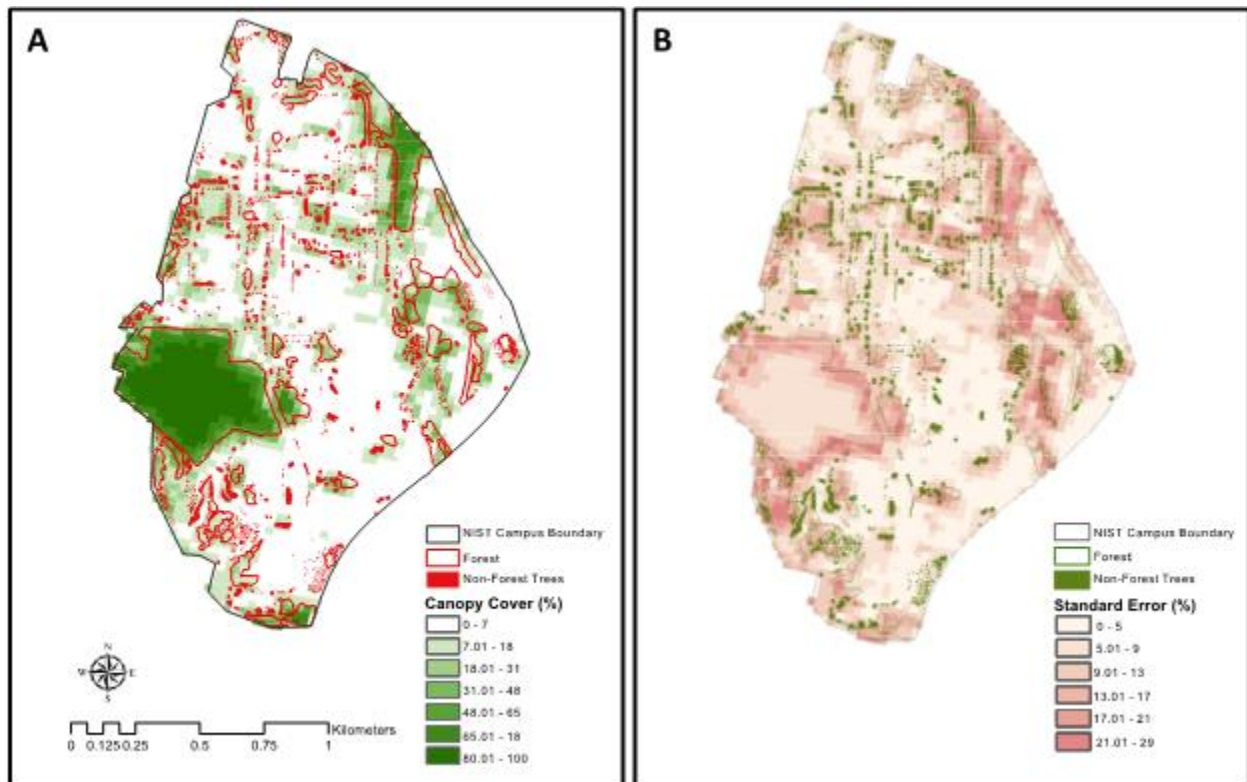 A
NIST Campus Boundary
Forest
Non-Forest Trees
Canopy Cover (%)
0 - 7
7.01 - 18
18.01 - 31
31.01 - 48
48.01 - 65
65.01 - 18
80.01 - 100
N
W E
S
0 0.125 0.25 0.5 0.75 1
Kilometers
B
NIST Campus Boundary
Forest
Non-Forest Trees
Standard Error (%)
0 - 5
5.01 - 9
9.01 - 13
13.01 - 17
17.01 - 21
21.01 - 29